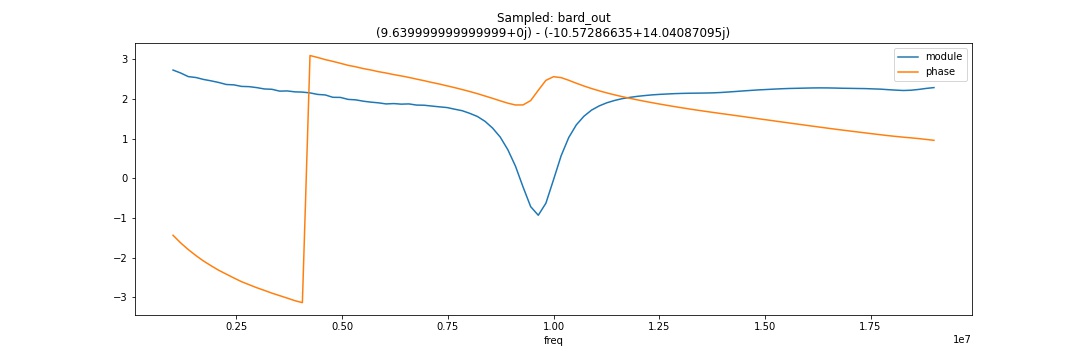 Sampled: bard_out
(9.639999999999999+0j) - (-10.57286635+14.04087095j)
module
phase
3
2
1
0
−1
−2
−3
0.25
0.50
0.75
1.00
1.25
1.50
1.75
1e7
freq